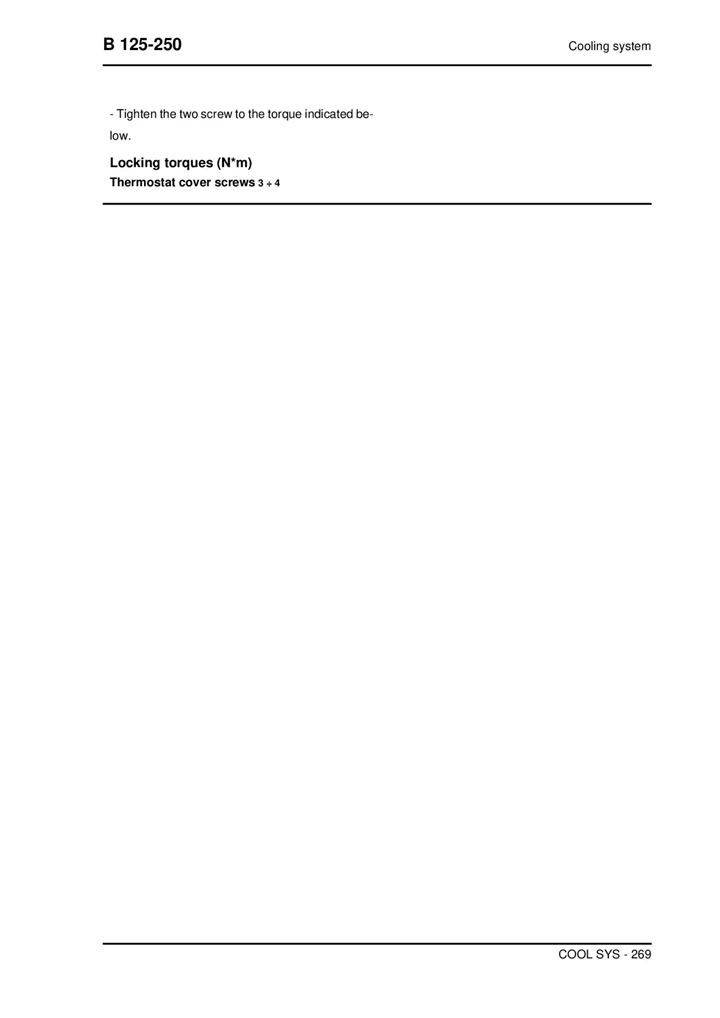 B 125-250
Cooling system
- Tighten the two screw to the torque indicated be-
low.
Locking torques (N*m)
Thermostat cover screws 3 ÷ 4
COOL SYS - 269